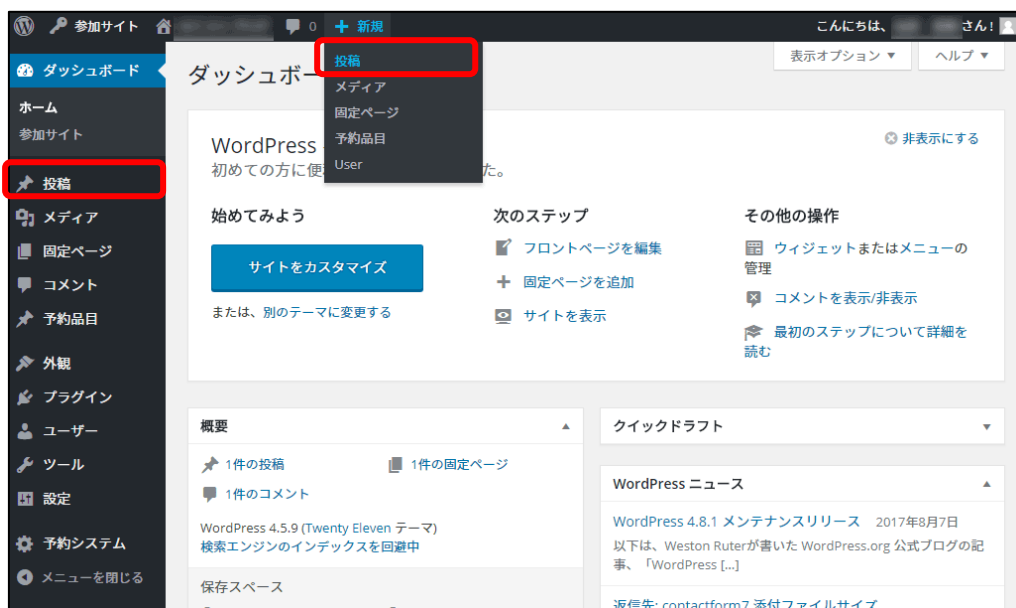 参加サイト
0
新規
こんにちは、
さん!
投稿
メディア
固定ページ
予約品目
User
ダッシュボード
ホーム
参加サイト
投稿
メディア
固定ページ
コメント
予約品目
外観
プラグイン
ユーザー
ツール
設定
予約システム
メニューを閉じる
ダッシュボー
表示オプション ▼
ヘルプ ▼
WordPress
初めての方に便
た。
非表示にする
始めてみよう
サイトをカスタマイズ
または、別のテーマに変更する
次のステップ
フロントページを編集
固定ページを追加
サイトを表示
その他の操作
ウィジェットまたはメニューの
管理
コメントを表示/非表示
最初のステップについて詳細を
読む
概要
1件の投稿
1件の固定ページ
1件のコメント
WordPress 4.5.9 (Twenty Eleven テーマ)
検索エンジンのインデックスを回避中
保存スペース
クイックドラフト
WordPress ニュース
WordPress 4.8.1 メンテナンスリリース 2017年8月7日
以下は、Weston Ruterが書いた WordPress.org 公式ブログの記
事、「WordPress […]
返信先: contactform7 添付ファイルサイズ